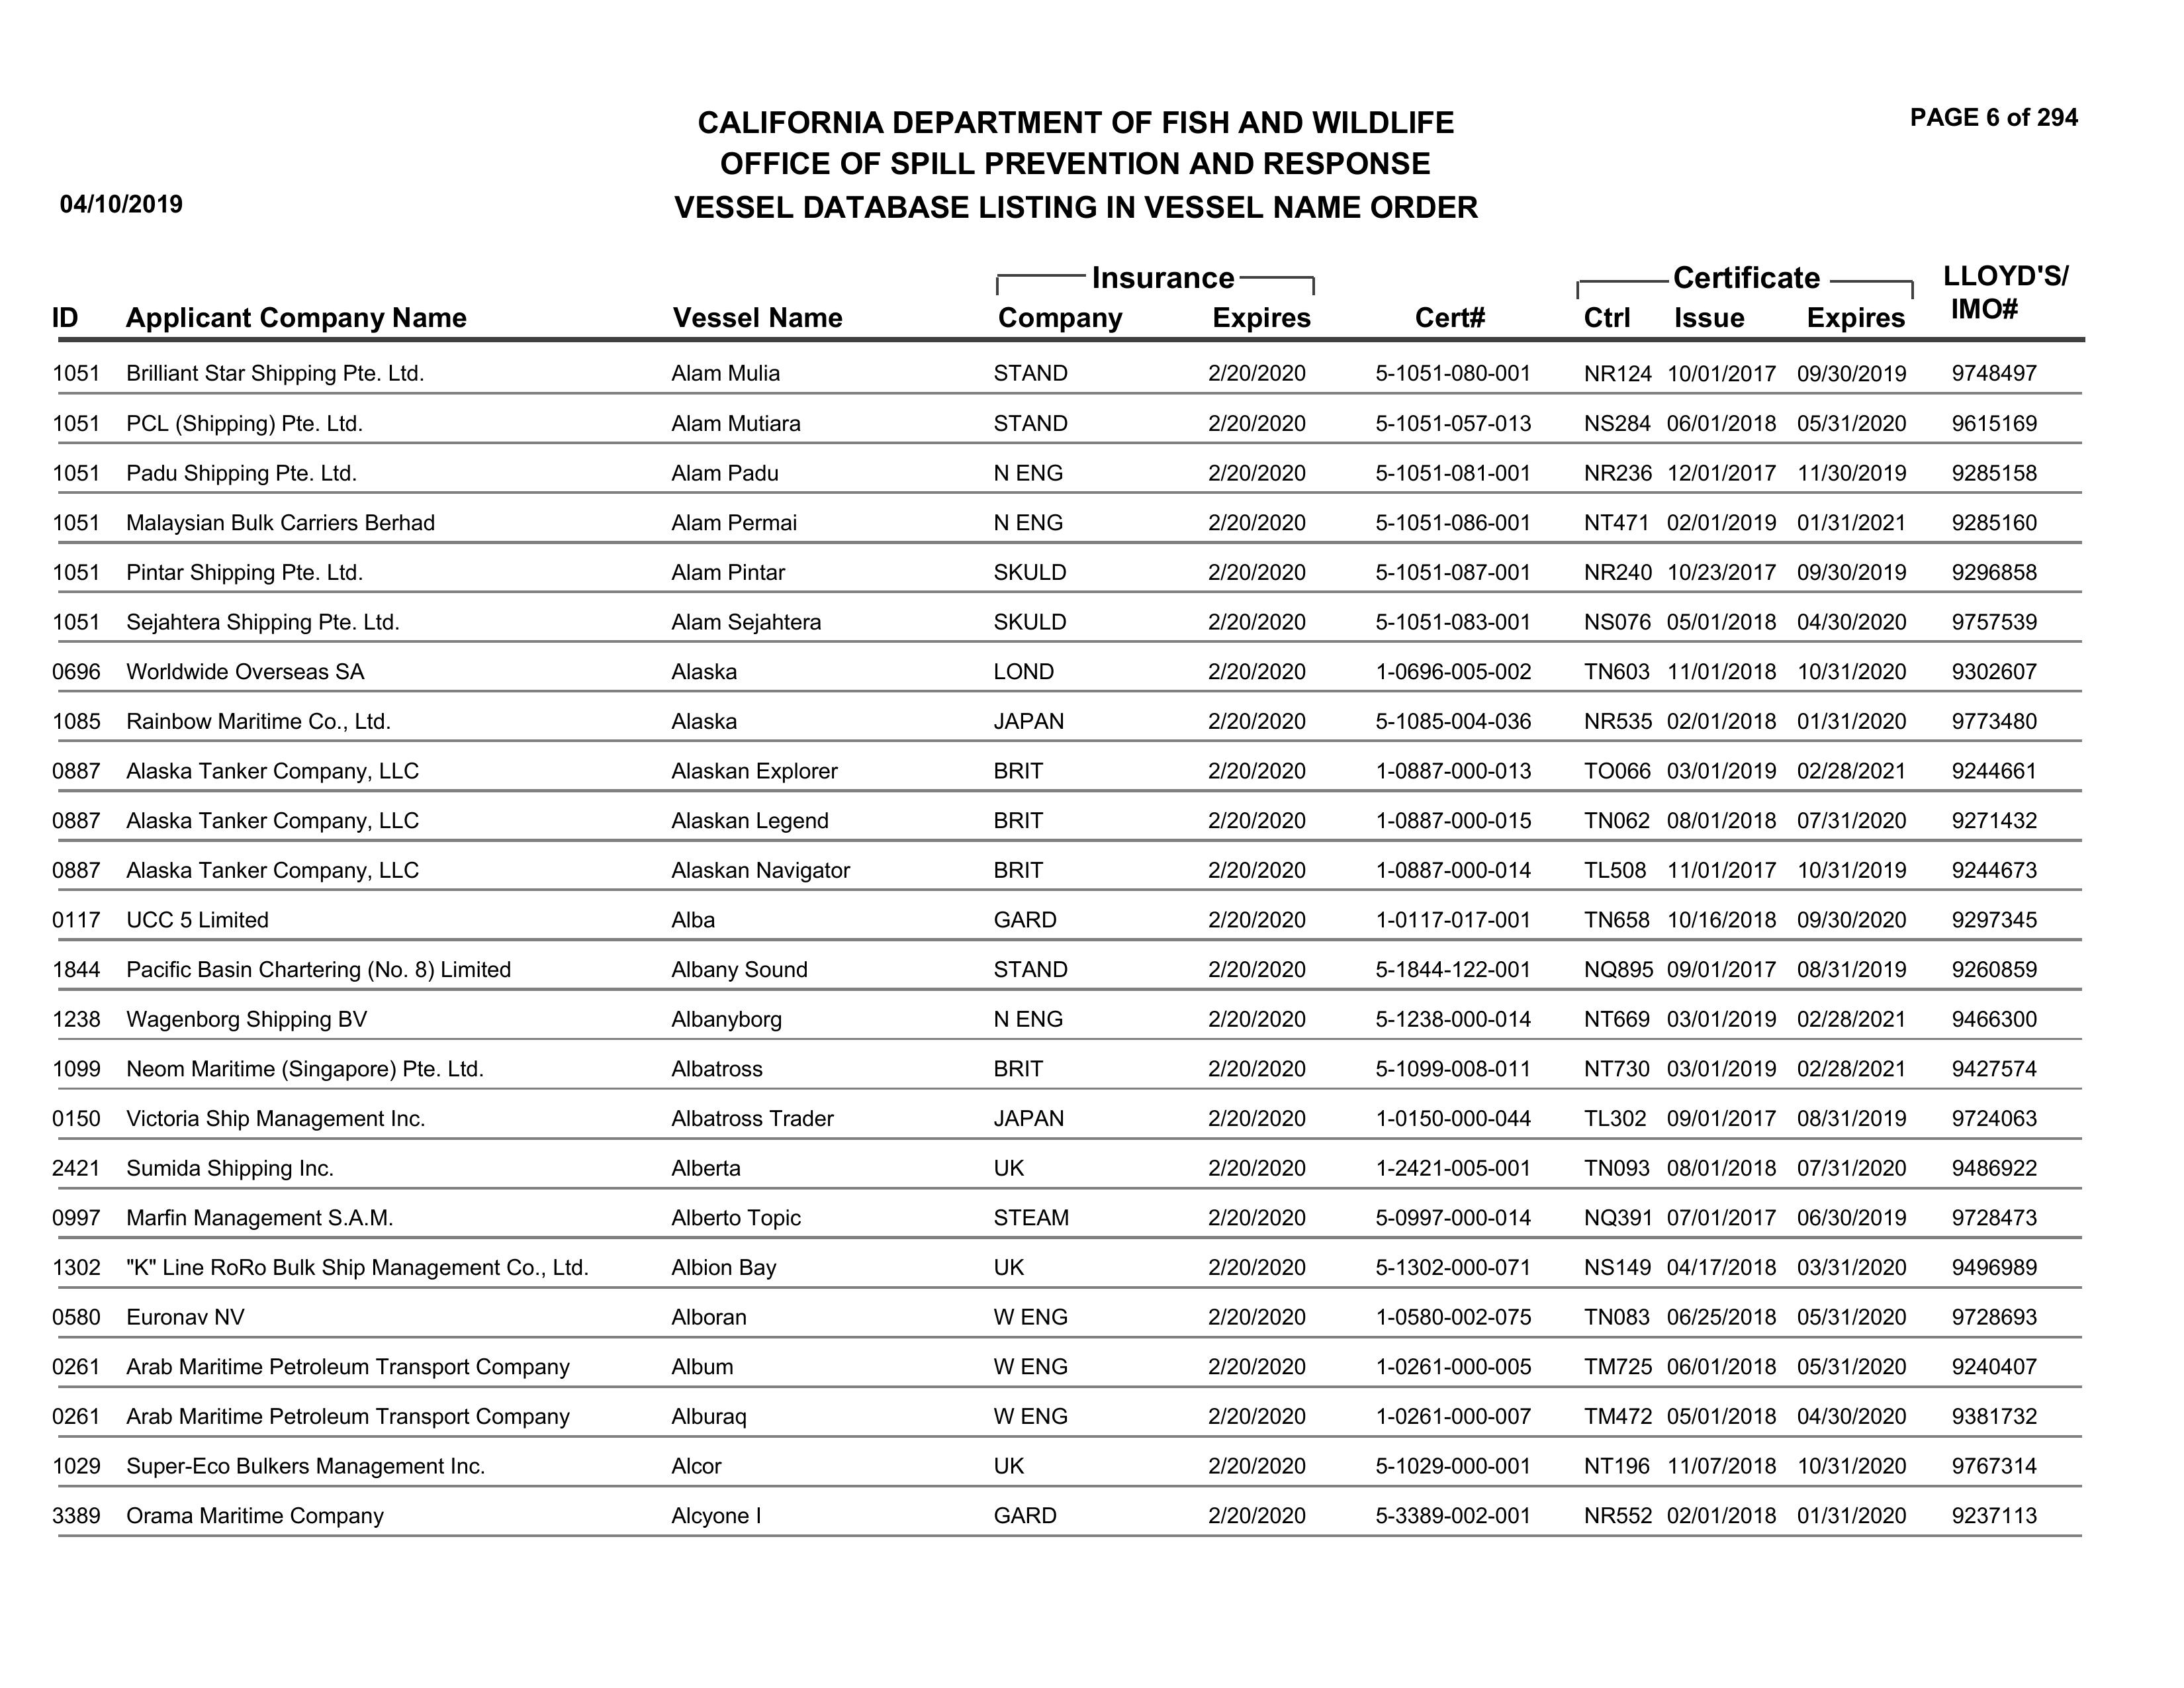 PAGE 6 of 294
CALIFORNIA DEPARTMENT OF FISH AND WILDLIFE
OFFICE OF SPILL PREVENTION AND RESPONSE
04/10/2019 VESSEL DATABASE LISTING IN VESSEL NAME ORDER
Insurance Certificate LLOYD'S/
ID Applicant Company Name Vessel Name Company Expires Cert# Ctrl Issue Expires IMO#
1051 Brilliant Star Shipping Pte. Ltd. Alam Mulia STAND 2/20/2020 5-1051-080-001 NR124 10/01/2017 09/30/2019 9748497
1051 PCL (Shipping) Pte. Ltd. Alam Mutiara STAND 2/20/2020 5-1051-057-013 NS284 06/01/2018 05/31/2020 9615169
1051 Padu Shipping Pte. Ltd. Alam Padu N ENG 2/20/2020 5-1051-081-001 NR236 12/01/2017 11/30/2019 9285158
1051 Malaysian Bulk Carriers Berhad Alam Permai N ENG 2/20/2020 5-1051-086-001 NT471 02/01/2019 01/31/2021 9285160
1051 Pintar Shipping Pte. Ltd. Alam Pintar SKULD 2/20/2020 5-1051-087-001 NR240 10/23/2017 09/30/2019 9296858
1051 Sejahtera Shipping Pte. Ltd. Alam Sejahtera SKULD 2/20/2020 5-1051-083-001 NS076 05/01/2018 04/30/2020 9757539
0696 Worldwide Overseas SA Alaska LOND 2/20/2020 1-0696-005-002 TN603 11/01/2018 10/31/2020 9302607
1085 Rainbow Maritime Co., Ltd. Alaska JAPAN 2/20/2020 5-1085-004-036 NR535 02/01/2018 01/31/2020 9773480
0887 Alaska Tanker Company, LLC Alaskan Explorer BRIT 2/20/2020 1-0887-000-013 TO066 03/01/2019 02/28/2021 9244661
0887 Alaska Tanker Company, LLC Alaskan Legend BRIT 2/20/2020 1-0887-000-015 TN062 08/01/2018 07/31/2020 9271432
0887 Alaska Tanker Company, LLC Alaskan Navigator BRIT 2/20/2020 1-0887-000-014 TL508 11/01/2017 10/31/2019 9244673
0117 UCC 5 Limited Alba GARD 2/20/2020 1-0117-017-001 TN658 10/16/2018 09/30/2020 9297345
1844 Pacific Basin Chartering (No. 8) Limited Albany Sound STAND 2/20/2020 5-1844-122-001 NQ895 09/01/2017 08/31/2019 9260859
1238 Wagenborg Shipping BV Albanyborg N ENG 2/20/2020 5-1238-000-014 NT669 03/01/2019 02/28/2021 9466300
1099 Neom Maritime (Singapore) Pte. Ltd. Albatross BRIT 2/20/2020 5-1099-008-011 NT730 03/01/2019 02/28/2021 9427574
0150 Victoria Ship Management Inc. Albatross Trader JAPAN 2/20/2020 1-0150-000-044 TL302 09/01/2017 08/31/2019 9724063
2421 Sumida Shipping Inc. Alberta UK 2/20/2020 1-2421-005-001 TN093 08/01/2018 07/31/2020 9486922
0997 Marfin Management S.A.M. Alberto Topic STEAM 2/20/2020 5-0997-000-014 NQ391 07/01/2017 06/30/2019 9728473
1302 "K" Line RoRo Bulk Ship Management Co., Ltd. Albion Bay UK 2/20/2020 5-1302-000-071 NS149 04/17/2018 03/31/2020 9496989
0580 Euronav NV Alboran W ENG 2/20/2020 1-0580-002-075 TN083 06/25/2018 05/31/2020 9728693
0261 Arab Maritime Petroleum Transport Company Album W ENG 2/20/2020 1-0261-000-005 TM725 06/01/2018 05/31/2020 9240407
0261 Arab Maritime Petroleum Transport Company Alburaq W ENG 2/20/2020 1-0261-000-007 TM472 05/01/2018 04/30/2020 9381732
1029 Super-Eco Bulkers Management Inc. Alcor UK 2/20/2020 5-1029-000-001 NT196 11/07/2018 10/31/2020 9767314
3389 Orama Maritime Company Alcyone I GARD 2/20/2020 5-3389-002-001 NR552 02/01/2018 01/31/2020 9237113